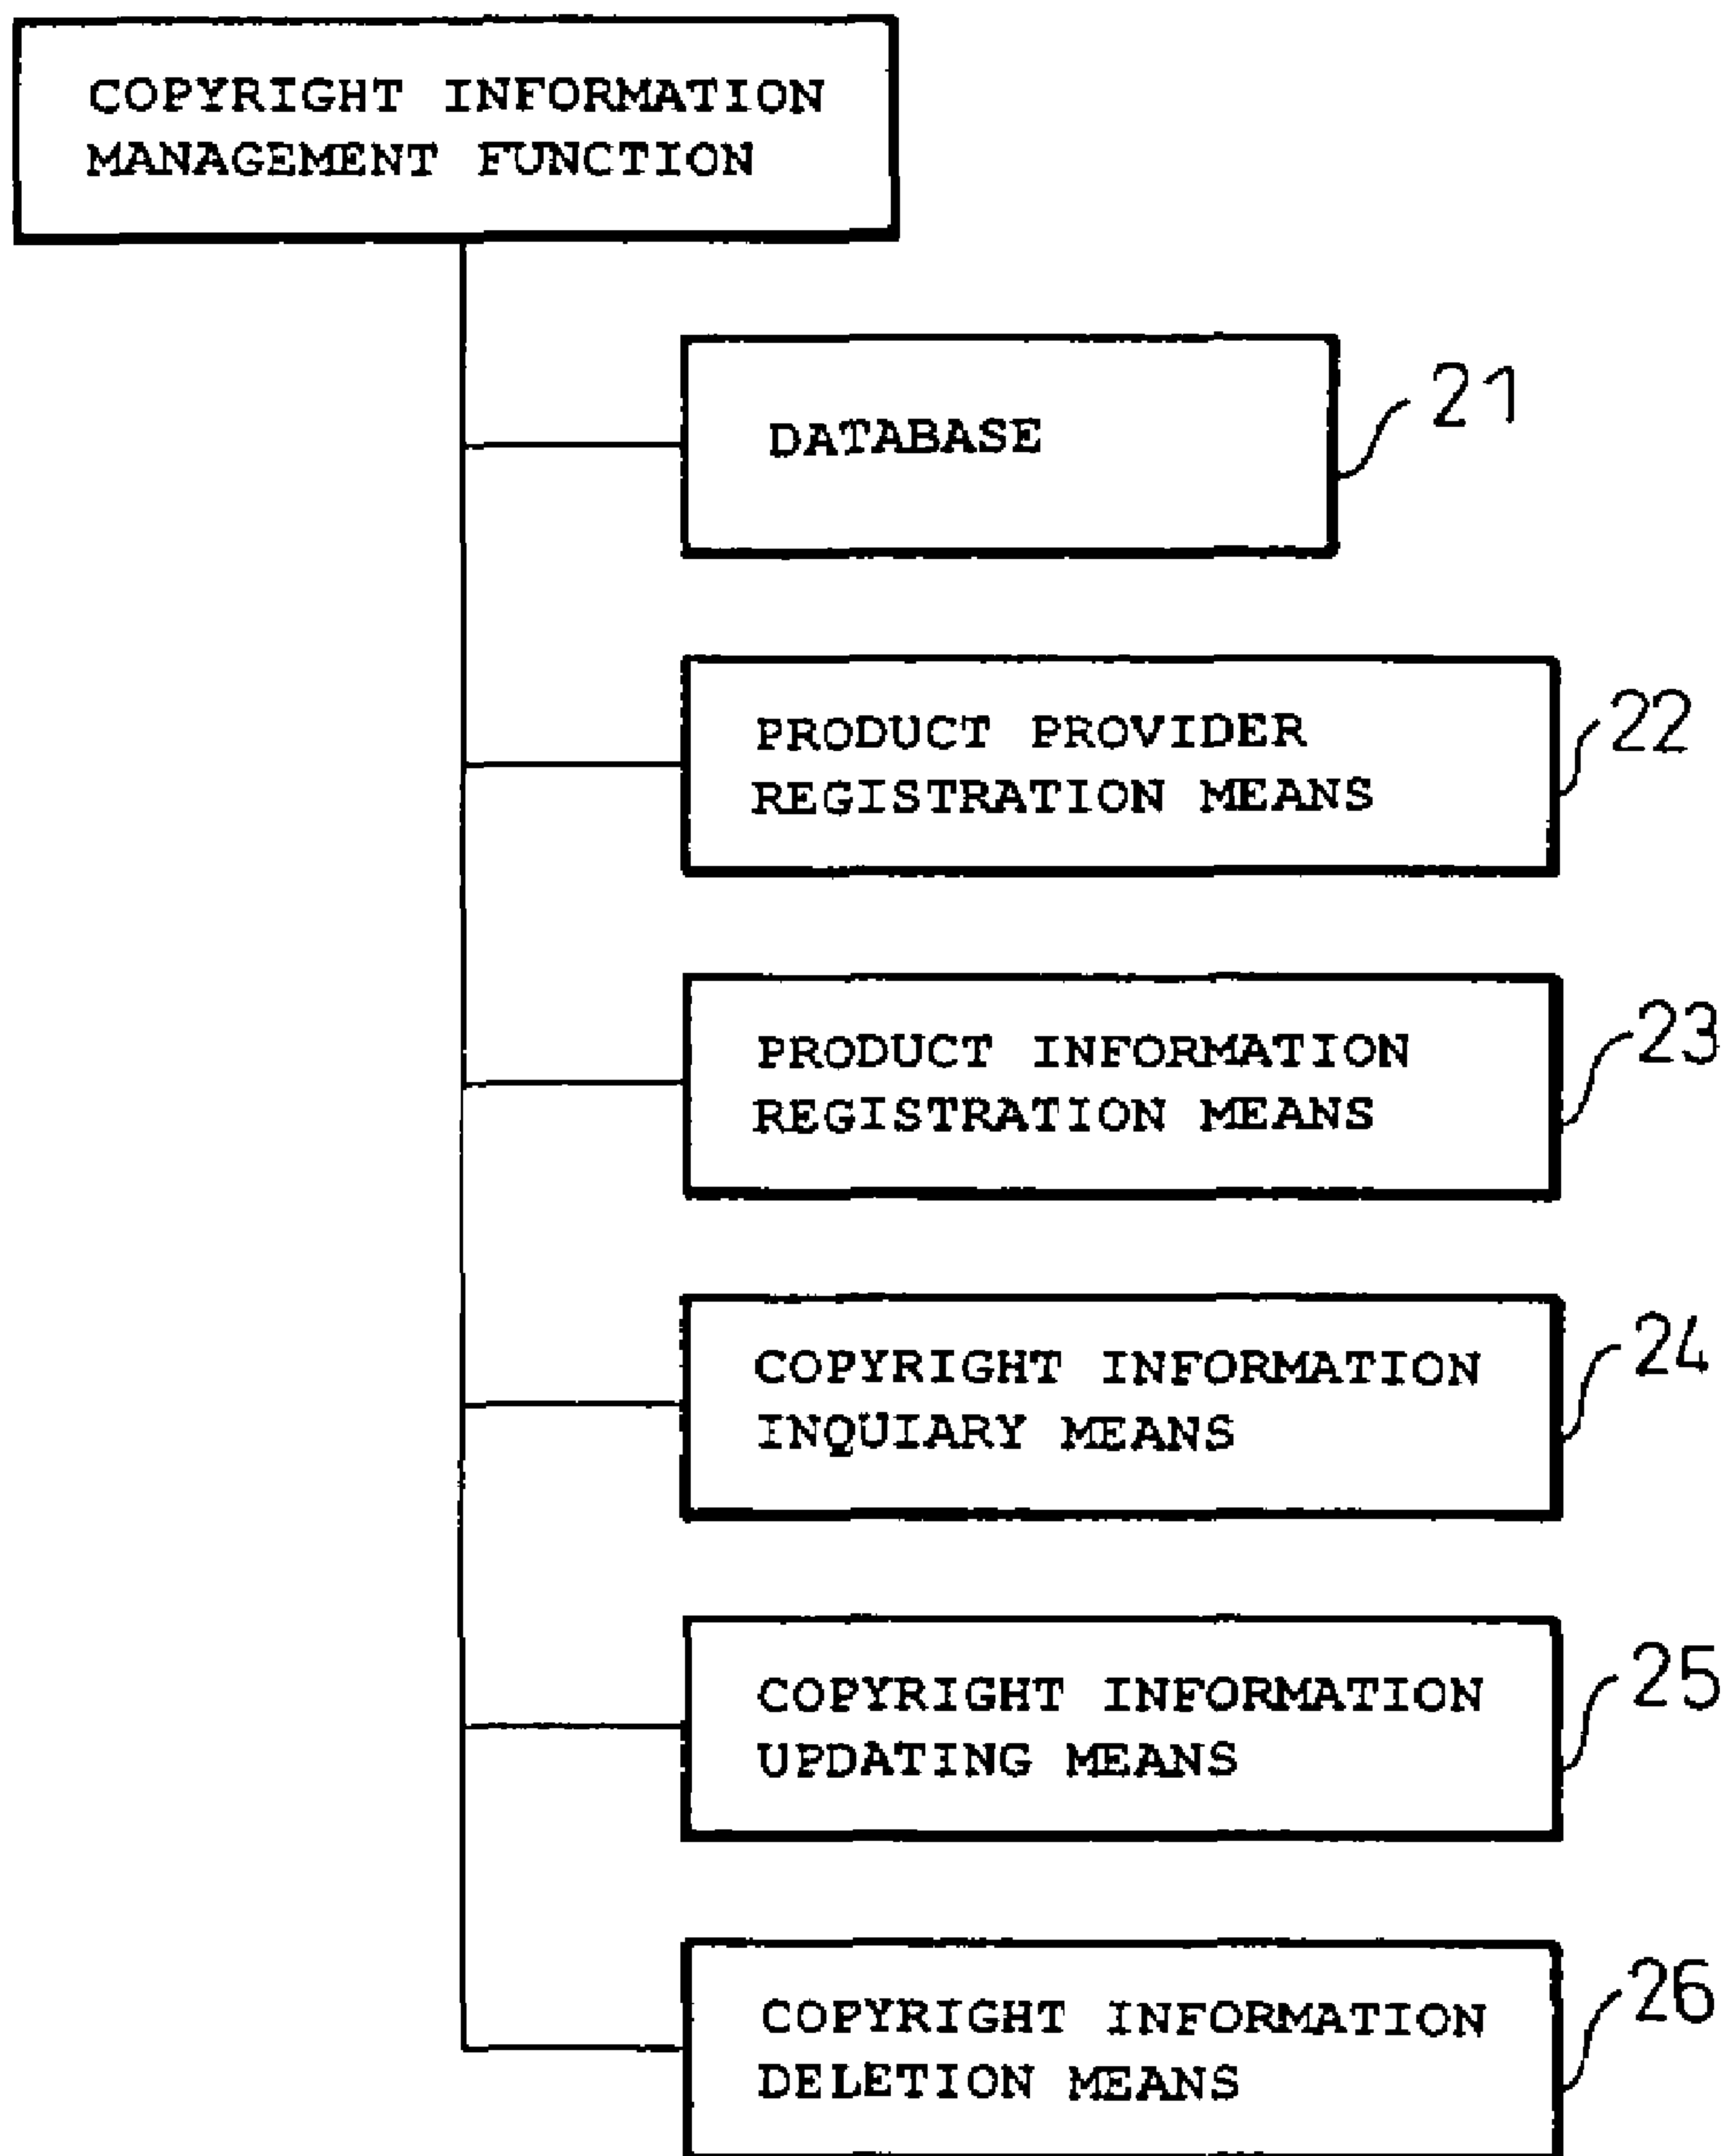 COPYRIGHT INFORMATION
MANAGEMENT FUNCTION
DATABASE
21
PRODUCT PROVIDER
REGISTRATION MEANS
22
PRODUCT INFORMATION
REGISTRATION MEANS
23
COPYRIGHT INFORMATION
INQUIARY MEANS
24
COPYRIGHT INFORMATION
UPDATING MEANS
25
COPYRIGHT INFORMATION
DELETION MEANS
26